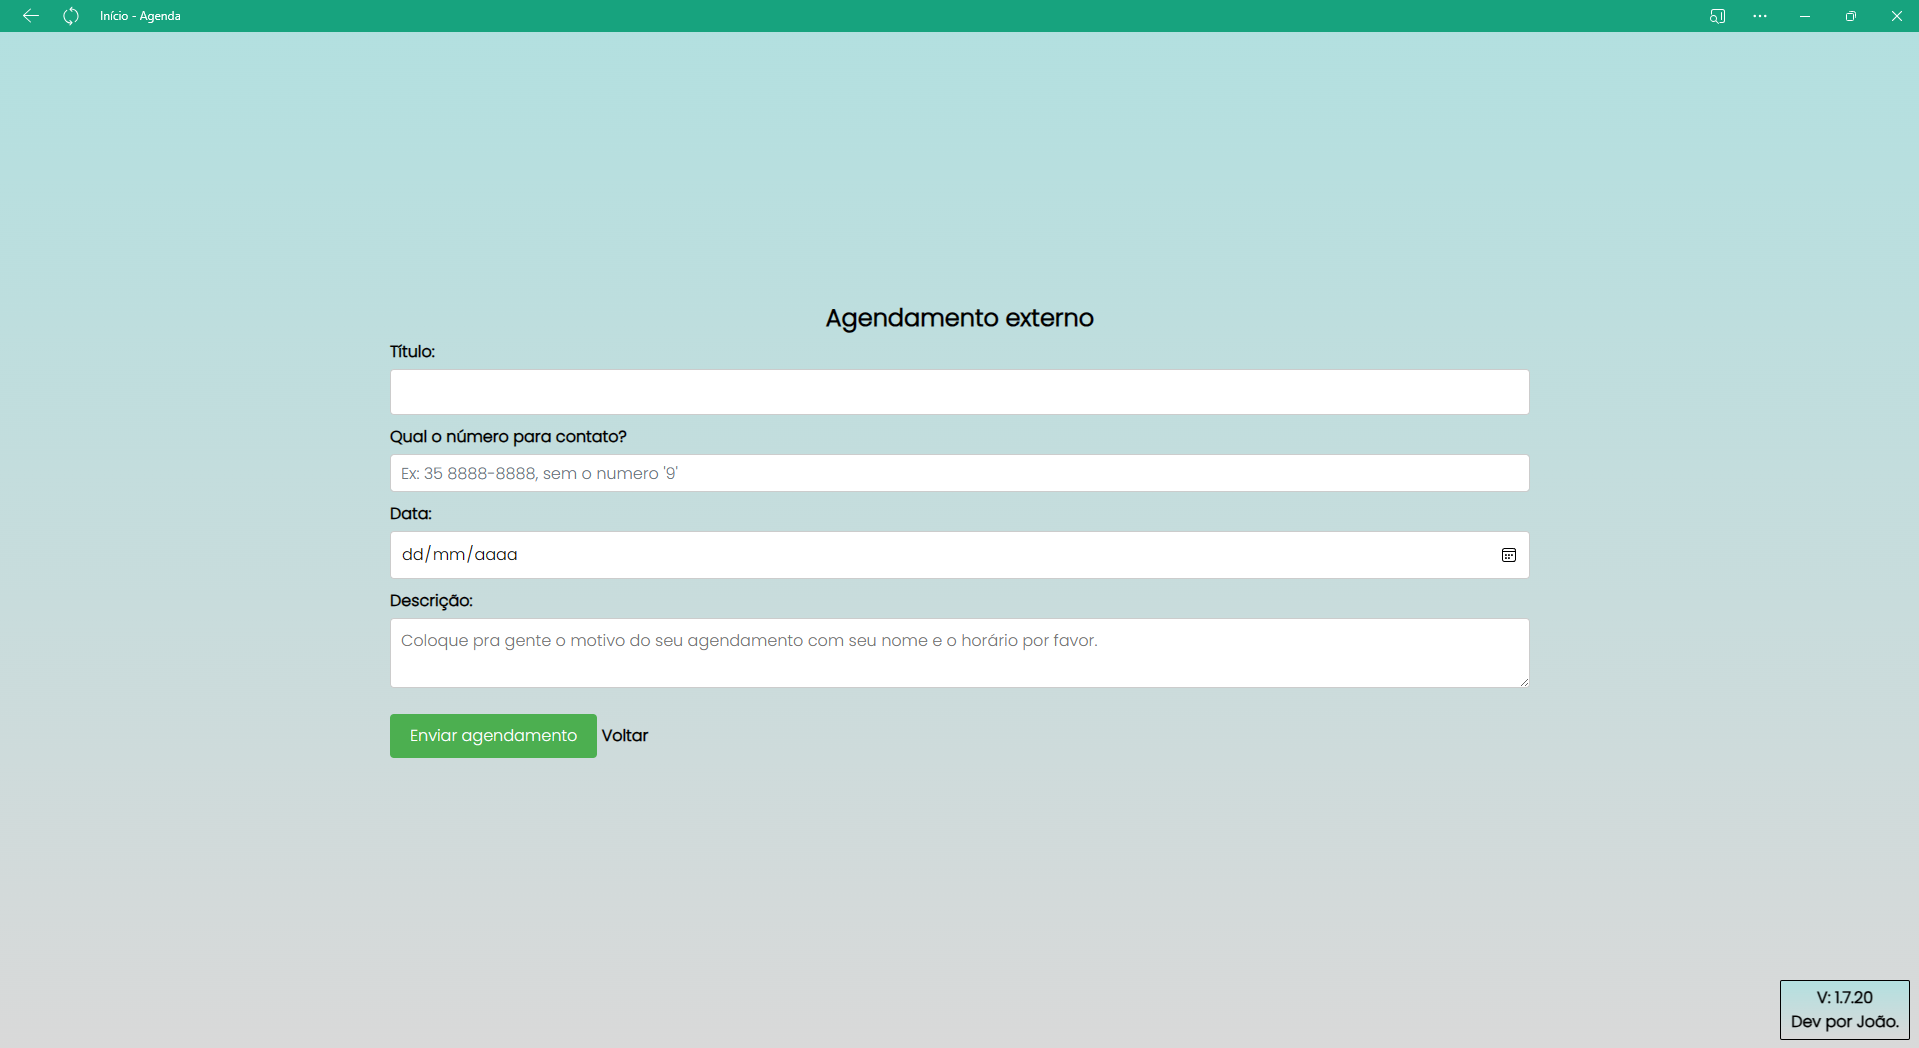 Início - Agenda
Agendamento externo
Título:
Qual o número para contato?
Ex: 35 8888-8888, sem o numero '9'
Data:
dd/mm/aaaa
Descrição:
Coloque pra gente o motivo do seu agendamento com seu nome e o horário por favor.
Enviar agendamento Voltar
V: 1.7.20
Dev por João.